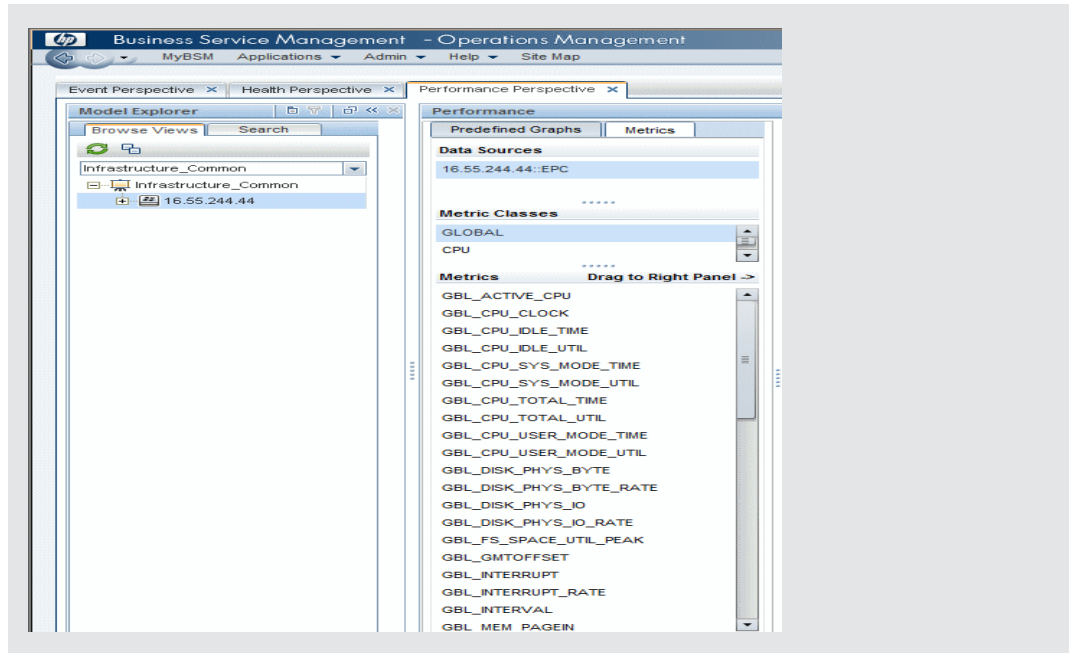 hp Business Service Management - Operations Management
MyBSM Applications Admin Help Site Map
Event Perspective Health Perspective Performance Perspective
Model Explorer
Browse Views Search
Infrastructure_Common
Infrastructure_Common
16.55.244.44
Performance
Predefined Graphs Metrics
Data Sources
16.55.244.44::EPC
Metric Classes
GLOBAL
CPU
Metrics Drag to Right Panel ->
GBL_ACTIVE_CPU
GBL_CPU_CLOCK
GBL_CPU_IDLE_TIME
GBL_CPU_IDLE_UTIL
GBL_CPU_SYS_MODE_TIME
GBL_CPU_SYS_MODE_UTIL
GBL_CPU_TOTAL_TIME
GBL_CPU_TOTAL_UTIL
GBL_CPU_USER_MODE_TIME
GBL_CPU_USER_MODE_UTIL
GBL_DISK_PHYS_BYTE
GBL_DISK_PHYS_BYTE_RATE
GBL_DISK_PHYS_IO
GBL_DISK_PHYS_IO_RATE
GBL_FS_SPACE_UTIL_PEAK
GBL_GMTOFFSET
GBL_INTERRUPT
GBL_INTERRUPT_RATE
GBL_INTERVAL
GBL_MEM_PAGEIN